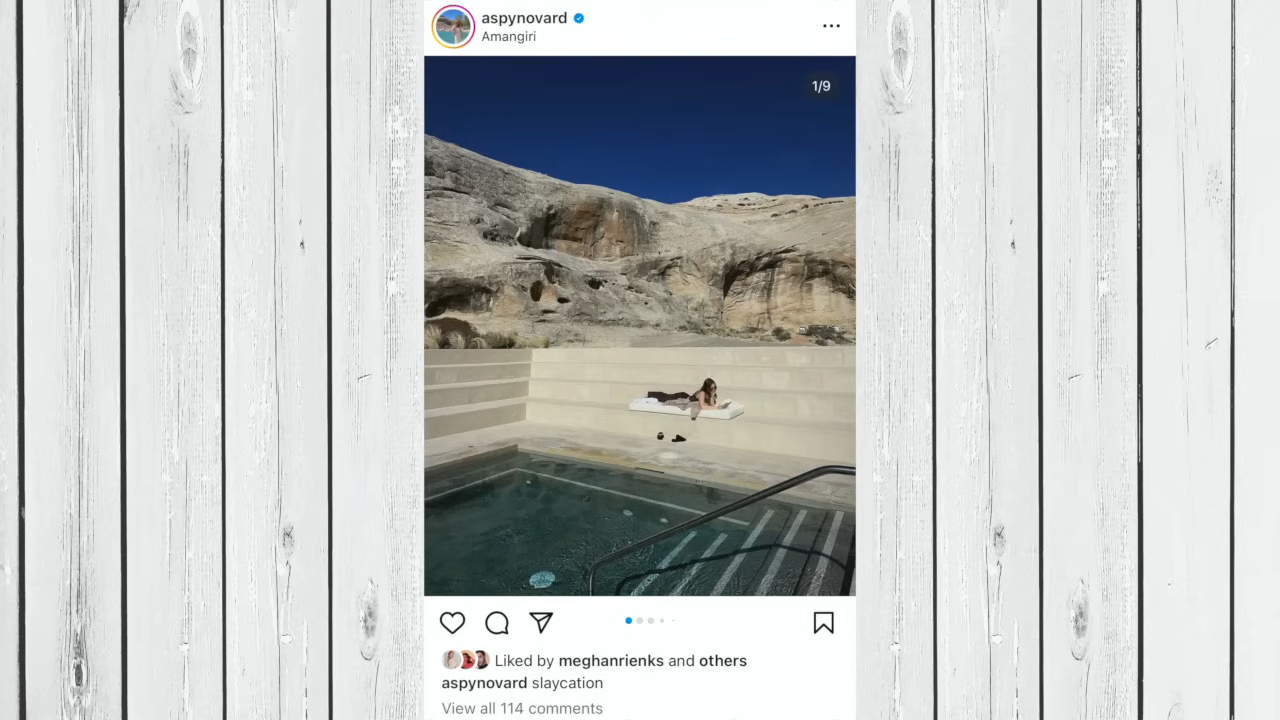 aspynovard
Amangiri
1/9
Liked by meghanrienks and others
aspynovard slaycation
View all 114 comments